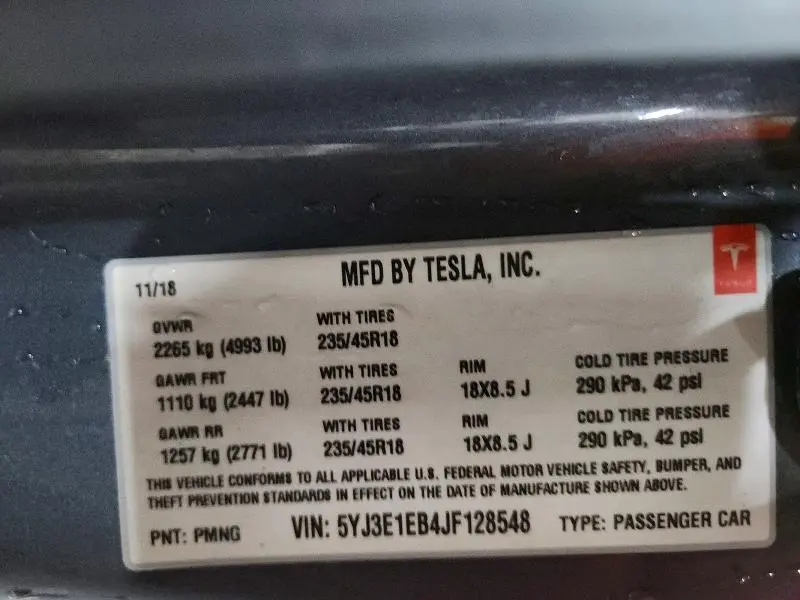 11/18
MFD BY TESLA, INC.
TESLA
GVWR WITH TIRES
2265 kg (4993 lb) 235/45R18
GAWR FRT WITH TIRES RIM COLD TIRE PRESSURE
1110 kg (2447 lb) 235/45R18 18X8.5 J 290 kPa, 42 psi
GAWR RR WITH TIRES RIM COLD TIRE PRESSURE
1257 kg (2771 lb) 235/45R18 18X8.5 J 290 kPa, 42 psi
THIS VEHICLE CONFORMS TO ALL APPLICABLE U.S. FEDERAL MOTOR VEHICLE SAFETY, BUMPER, AND
THEFT PREVENTION STANDARDS IN EFFECT ON THE DATE OF MANUFACTURE SHOWN ABOVE.
PNT: PMNG VIN: 5YJ3E1EB4JF128548 TYPE: PASSENGER CAR